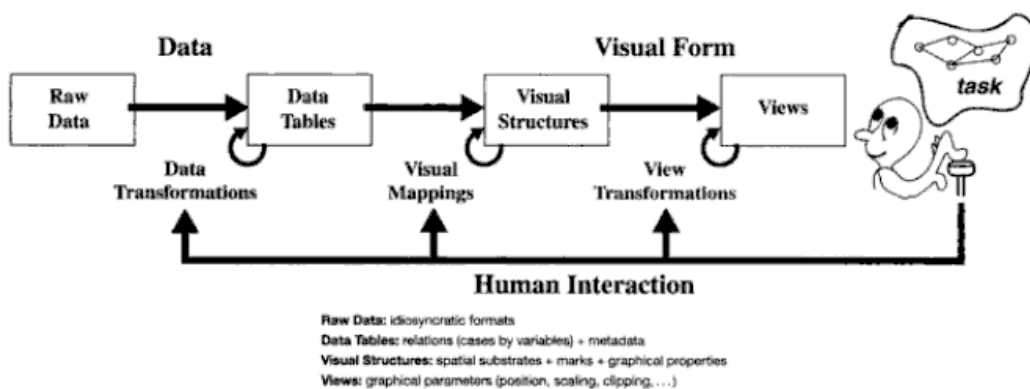 Data
Visual Form
Raw
Data
Data
Tables
Visual
Structures
Views
task
Data
Transformations
Visual
Mappings
View
Transformations
Human Interaction
Raw Data: idiosyncratic formats
Data Tables: relations (cases by variables) + metadata
Visual Structures: spatial substrates + marks + graphical properties
Views: graphical parameters (position, scaling, clipping, ...)